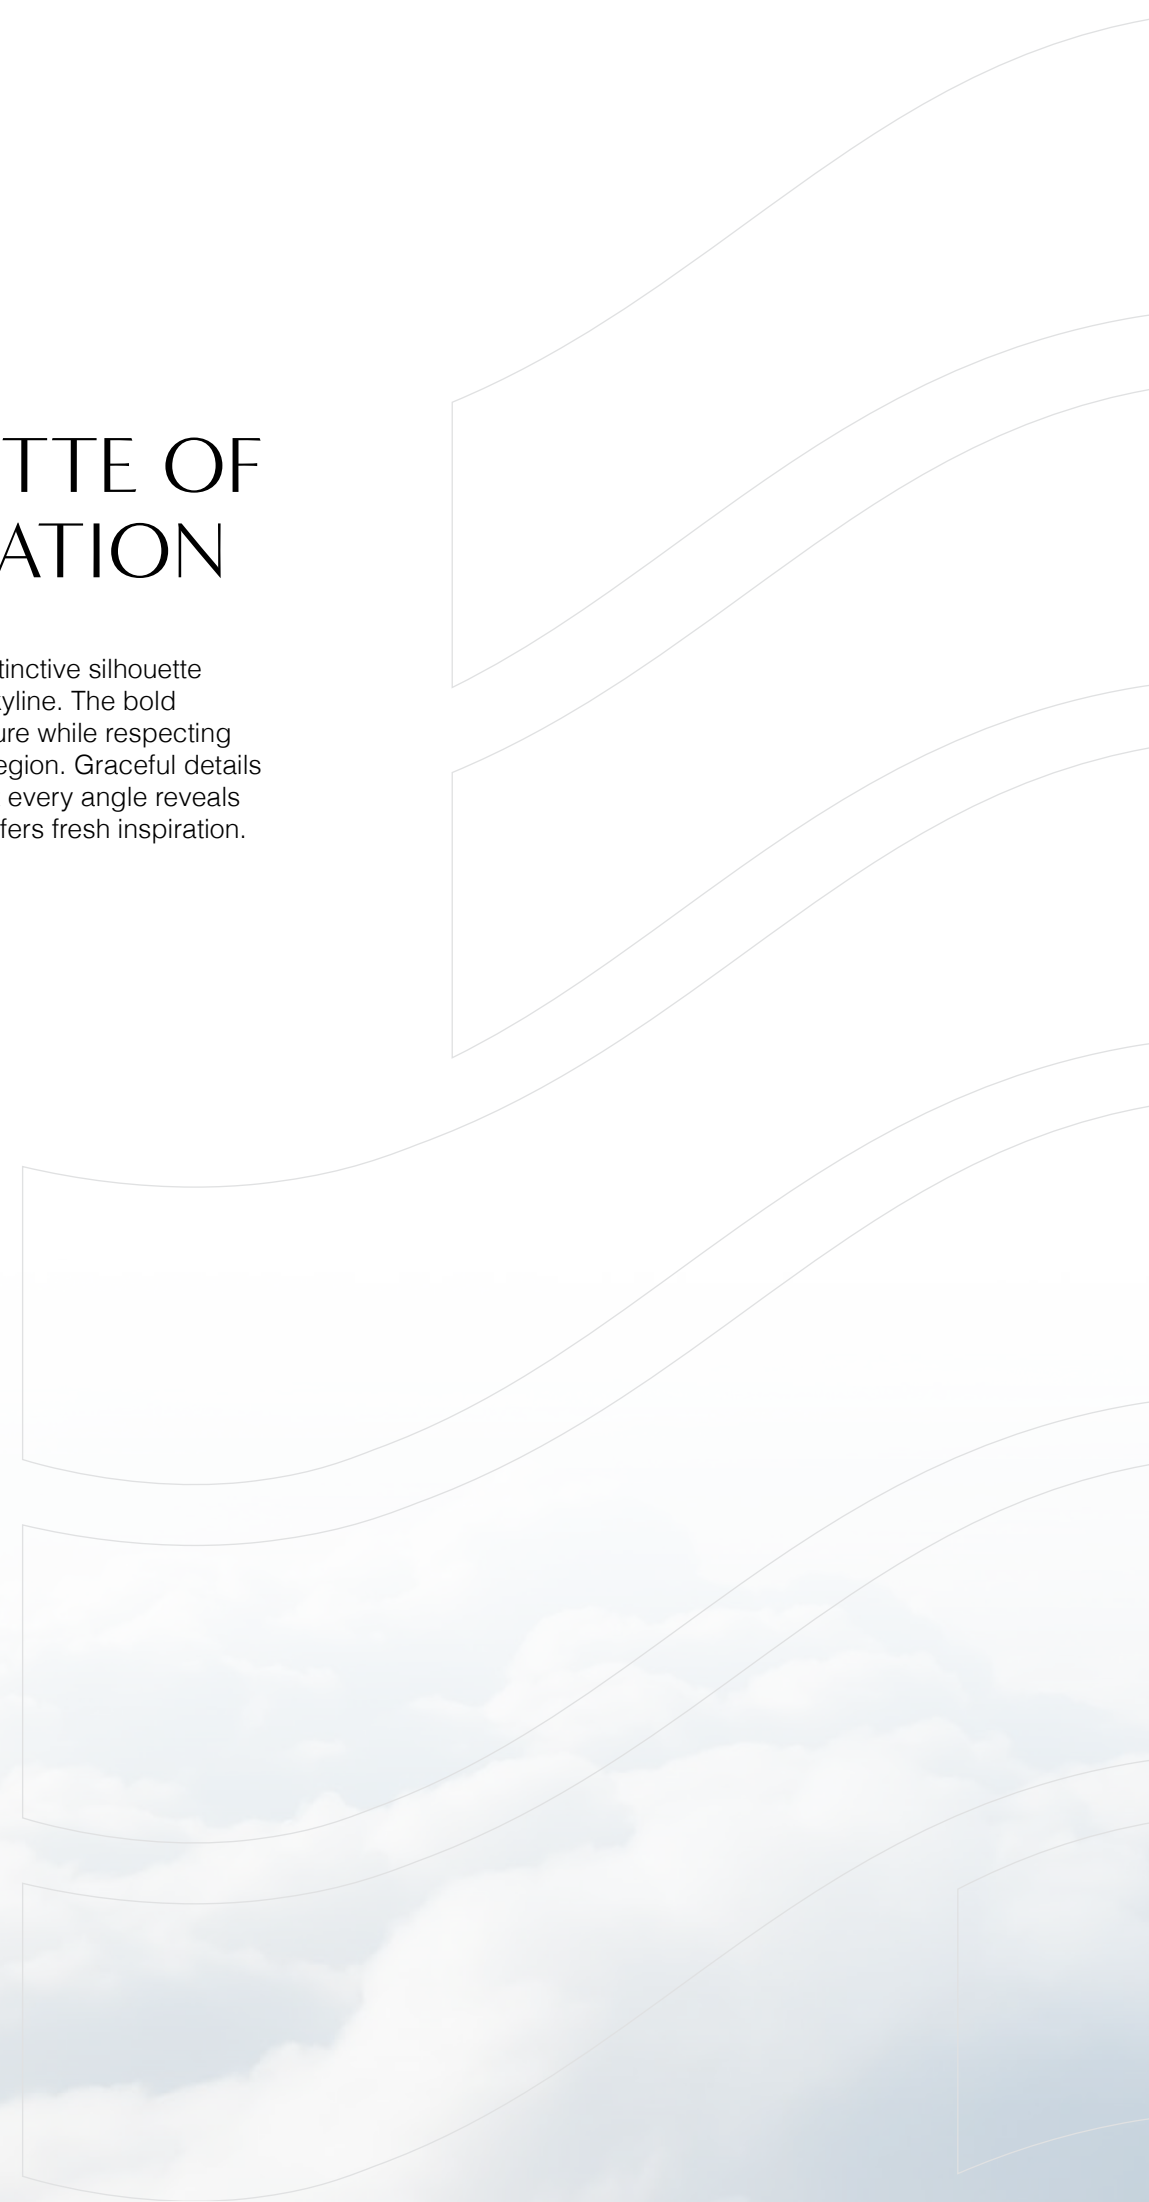 TTE OF
ATION
tinctive silhouette
yline. The bold
ure while respecting
egion. Graceful details
every angle reveals
fers fresh inspiration.